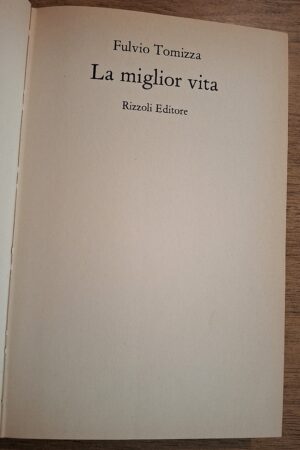 Fulvio Tomizza
La miglior vita
Rizzoli Editore